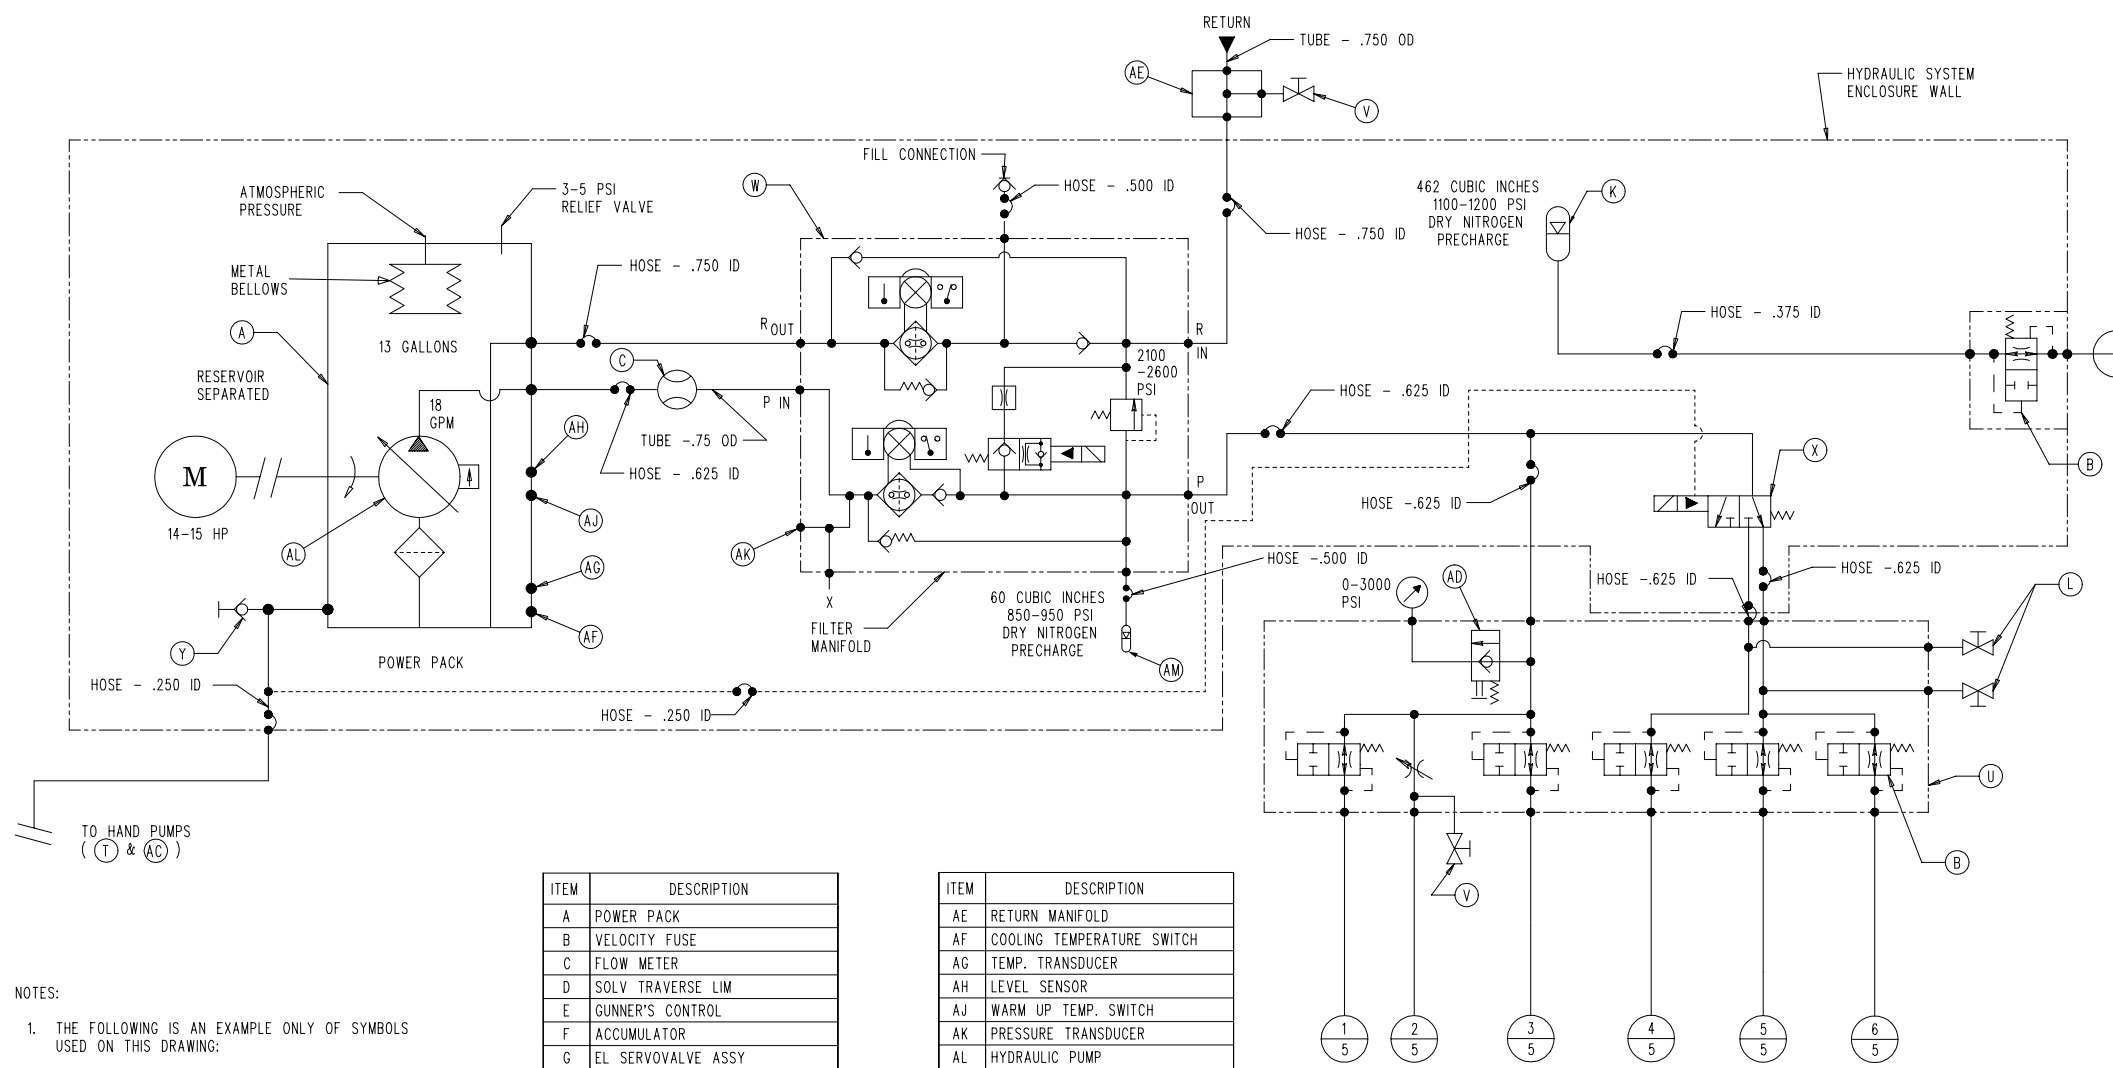 RETURN
TUBE - .750 OD
AE
V
HYDRAULIC SYSTEM
ENCLOSURE WALL
FILL CONNECTION
HOSE - .500 ID
W
ATMOSPHERIC
PRESSURE
3-5 PSI
RELIEF VALVE
462 CUBIC INCHES
1100-1200 PSI
DRY NITROGEN
PRECHARGE
K
HOSE - .750 ID
HOSE - .750 ID
METAL
BELLOWS
A
13 GALLONS
RESERVOIR
SEPARATED
HOSE - .375 ID
R OUT
R
IN
C
2100
-2600
PSI
P IN
18
GPM
TUBE -.75 OD
HOSE - .625 ID
HOSE - .625 ID
AH
M
14-15 HP
AL
AJ
AG
AF
AK
X
P
OUT
HOSE -.625 ID
X
B
HOSE -.500 ID
HOSE -.625 ID
HOSE -.625 ID
L
0-3000
PSI
AD
60 CUBIC INCHES
850-950 PSI
DRY NITROGEN
PRECHARGE
AM
FILTER
MANIFOLD
Y
POWER PACK
HOSE - .250 ID
HOSE - .250 ID
U
B
V
TO HAND PUMPS
( T & AC )
ITEM DESCRIPTION
A POWER PACK
B VELOCITY FUSE
C FLOW METER
D SOLV TRAVERSE LIM
E GUNNER'S CONTROL
F ACCUMULATOR
G EL SERVOVALVE ASSY
ITEM DESCRIPTION
AE RETURN MANIFOLD
AF COOLING TEMPERATURE SWITCH
AG TEMP. TRANSDUCER
AH LEVEL SENSOR
AJ WARM UP TEMP. SWITCH
AK PRESSURE TRANSDUCER
AL HYDRAULIC PUMP
NOTES:
1. THE FOLLOWING IS AN EXAMPLE ONLY OF SYMBOLS
USED ON THIS DRAWING:
1 2 3 4 5 6
5 5 5 5 5 5